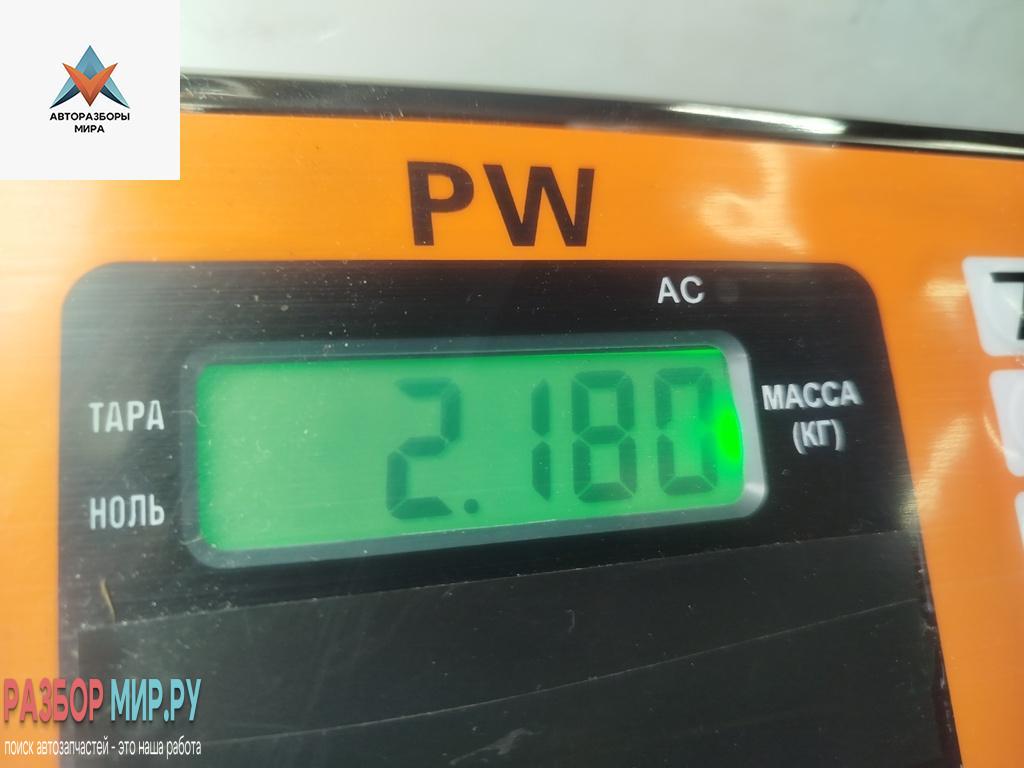 АВТОРАЗБОРЫ
МИРА
PW
AC
ТАРА
2.180
МАССА
(КГ)
НОЛЬ
РАЗБОР МИР.РУ
поиск автозапчастей - это наша работа